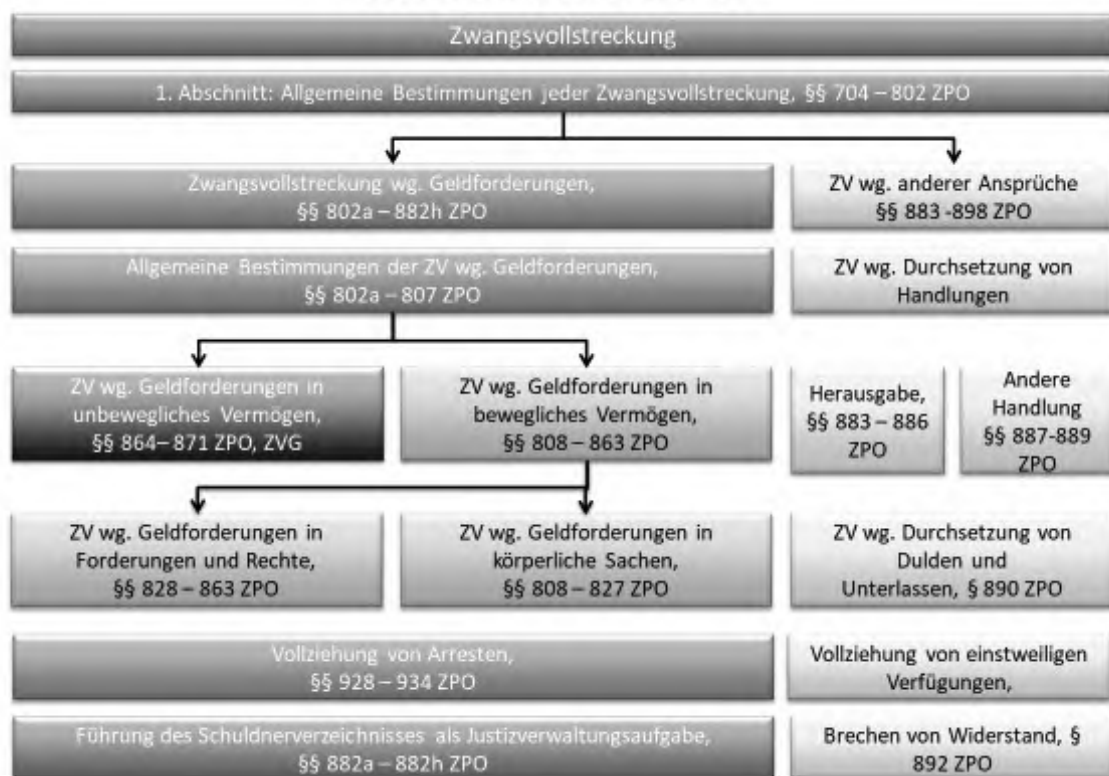 Zwangsvollstreckung
1. Abschnitt: Allgemeine Bestimmungen jeder Zwangsvollstreckung, §§ 704 – 802 ZPO
Zwangsvollstreckung wg. Geldforderungen,
§§ 802a – 882h ZPO
ZV wg. anderer Ansprüche
§§ 883 -898 ZPO
Allgemeine Bestimmungen der ZV wg. Geldforderungen,
§§ 802a – 807 ZPO
ZV wg. Durchsetzung von
Handlungen
ZV wg. Geldforderungen in
unbewegliches Vermögen,
§§ 864– 871 ZPO, ZVG
ZV wg. Geldforderungen in
bewegliches Vermögen,
§§ 808 – 863 ZPO
Herausgabe,
§§ 883 – 886
ZPO
Andere
Handlung
§§ 887-889
ZPO
ZV wg. Geldforderungen in
Forderungen und Rechte,
§§ 828 – 863 ZPO
ZV wg. Geldforderungen in
körperliche Sachen,
§§ 808 – 827 ZPO
ZV wg. Durchsetzung von
Dulden und
Unterlassen, § 890 ZPO
Vollziehung von Arresten,
§§ 928 – 934 ZPO
Vollziehung von einstweiligen
Verfügungen,
Führung des Schuldnerverzeichnisses als Justizverwaltungsaufgabe,
§§ 882a – 882h ZPO
Brechen von Widerstand, §
892 ZPO